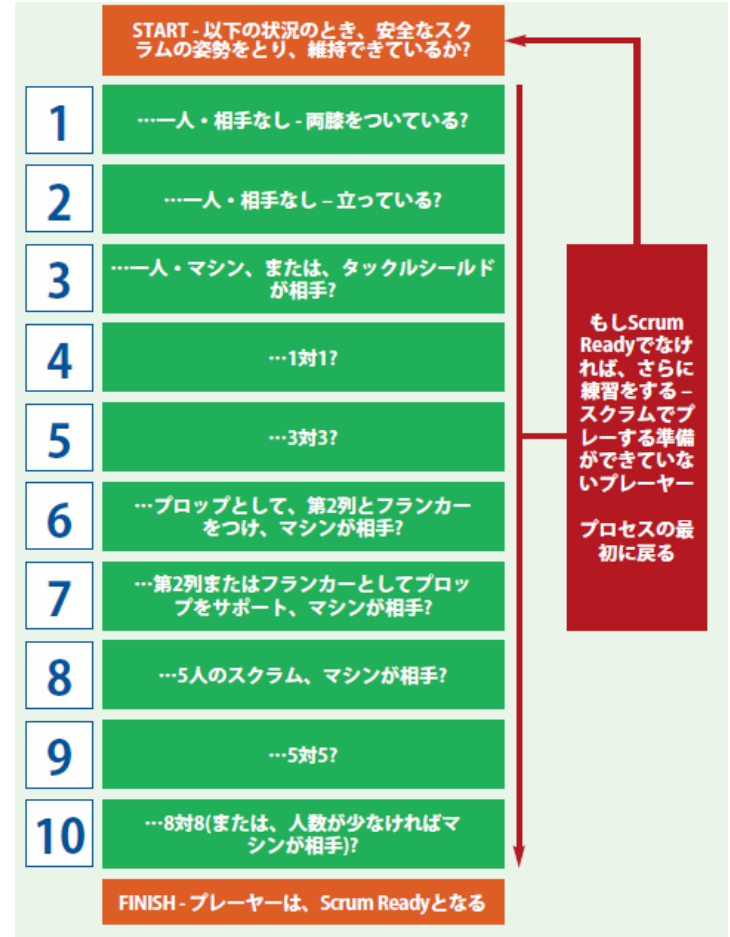 START - 以下の状況のとき、安全なスク
ラムの姿勢をとり、維持できているか?
1
…一人・相手なし - 両膝をついている?
2
…一人・相手なし – 立っている?
3
…一人・マシン、または、タックルシールド
が相手?
4
…1対1?
5
…3対3?
6
…プロップとして、第2列とフランカー
をつけ、マシンが相手?
7
…第2列またはフランカーとしてプロッ
プをサポート、マシンが相手?
8
…5人のスクラム、マシンが相手?
9
…5対5?
10
…8対8(または、人数が少なければマ
シンが相手)?
FINISH - プレーヤーは、Scrum Readyとなる
もしScrum
Readyでなけ
れば、さらに
練習をする –
スクラムでプ
レーする準備
ができていな
いプレーヤー
プロセスの最
初に戻る